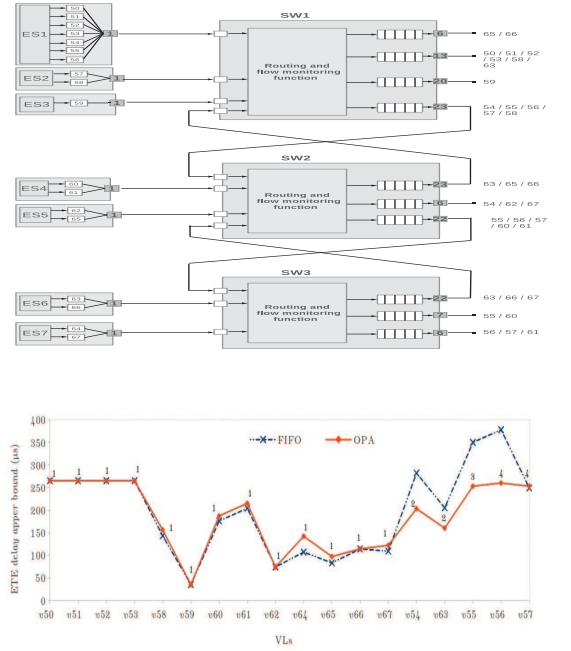 SW1
ES1
50
51
52
53
54
55
56
1
6
65 / 66
13
50 / 51 / 52
/ 53 / 58 /
63
Routing and
flow monitoring
function
ES2
57
58
1
20
59
ES3
59
1
23
54 / 55 / 56 /
57 / 58
SW2
ES4
60
61
1
23
63 / 65 / 66
Routing and
flow monitoring
function
6
54 / 62 / 67
ES5
62
65
1
22
55 / 56 / 57
/ 60 / 61
SW3
ES6
63
66
1
22
63 / 66 / 67
Routing and
flow monitoring
function
7
55 / 60
ES7
64
67
1
6
56 / 57 / 61
ETE delay upper bound (µs)
400
350
300
250
200
150
100
50
0
FIFO
OPA
1 1 1 1 1 1 1 1 1 1 1 1 1 2 2 3 4 4
v50 v51 v52 v53 v58 v59 v60 v61 v62 v64 v65 v66 v67 v54 v63 v55 v56 v57
VLs